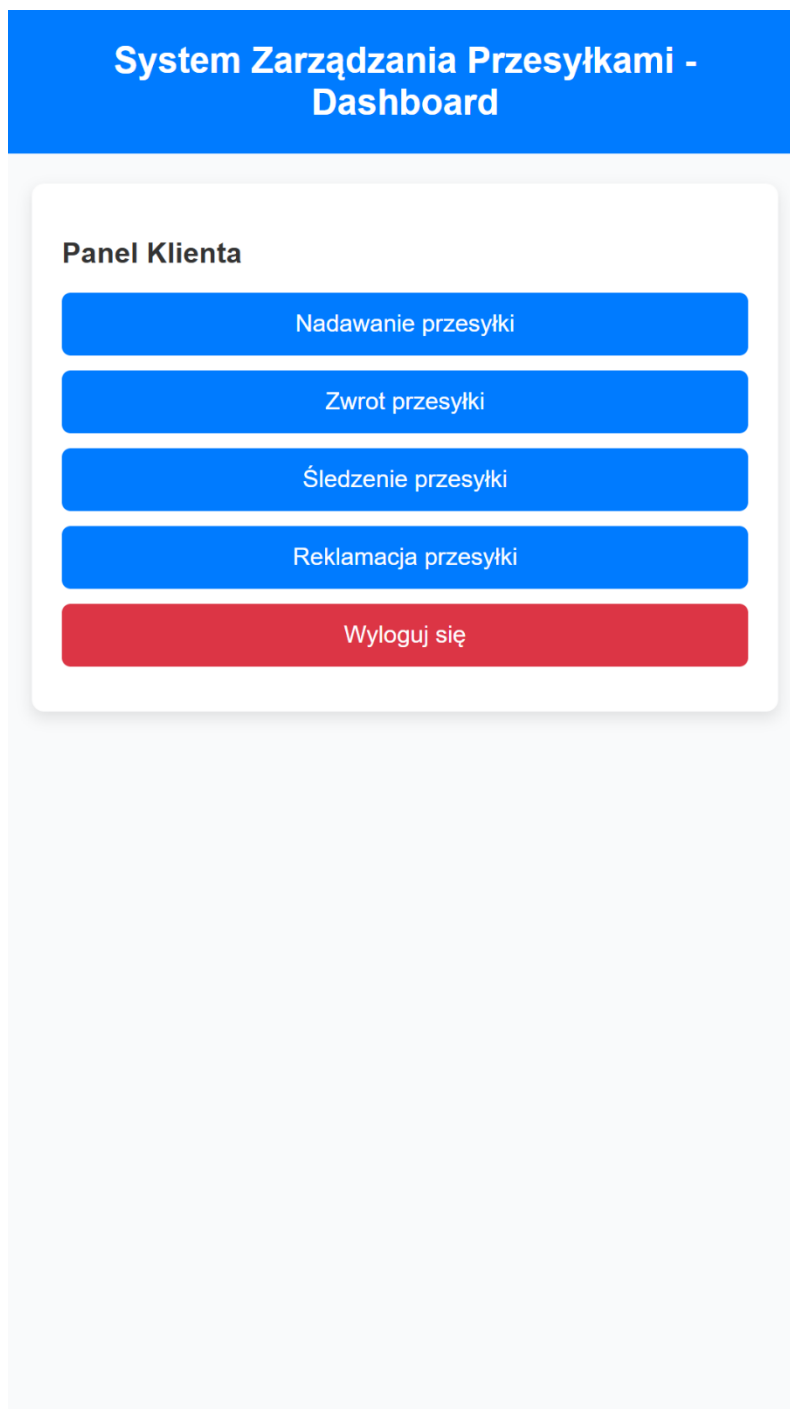 System Zarządzania Przesyłkami -
Dashboard
Panel Klienta
Nadawanie przesyłki
Zwrot przesyłki
Śledzenie przesyłki
Reklamacja przesyłki
Wyloguj się